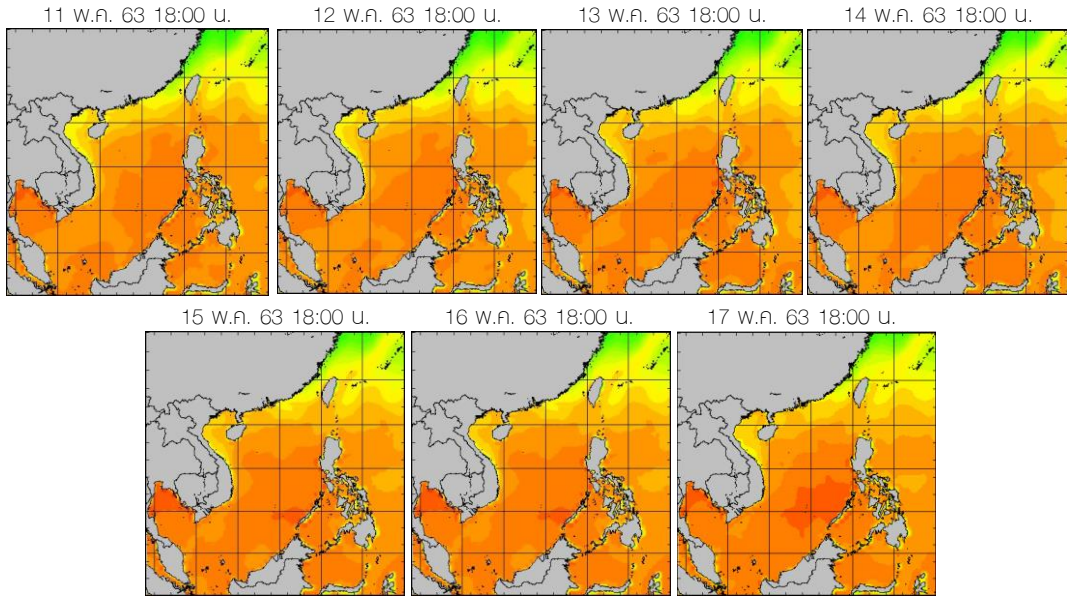 11 พ.ค. 63 18:00 น.
12 พ.ค. 63 18:00 น.
13 พ.ค. 63 18:00 น.
14 พ.ค. 63 18:00 น.
15 พ.ค. 63 18:00 น.
16 พ.ค. 63 18:00 น.
17 พ.ค. 63 18:00 น.